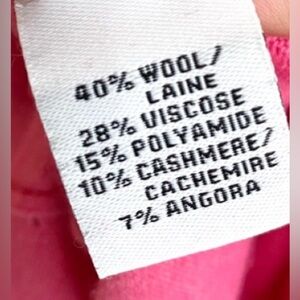 40% WOOL/
LAINE
28% VISCOSE
15% POLYAMIDE
10% CASHMERE/
CACHEMIRE
7% ANGORA